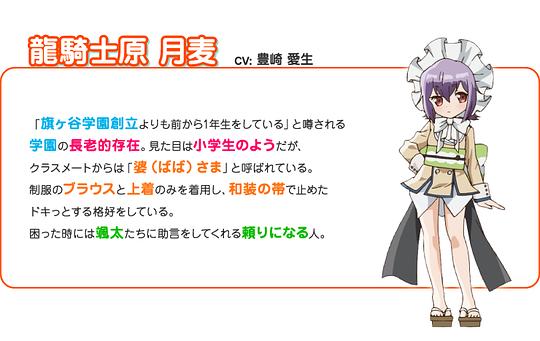 龍騎士原 月麦 CV: 豊崎 愛生
「旗ヶ谷学園創立よりも前から1年生をしている」と噂される
学園の長老的存在。見た目は小学生のようだが、
クラスメートからは「婆(ばば)さま」と呼ばれている。
制服のブラウスと上着のみを着用し、和装の帯で止めた
ドキっとする格好をしている。
困った時には颯太たちに助言をしてくれる頼りになる人。